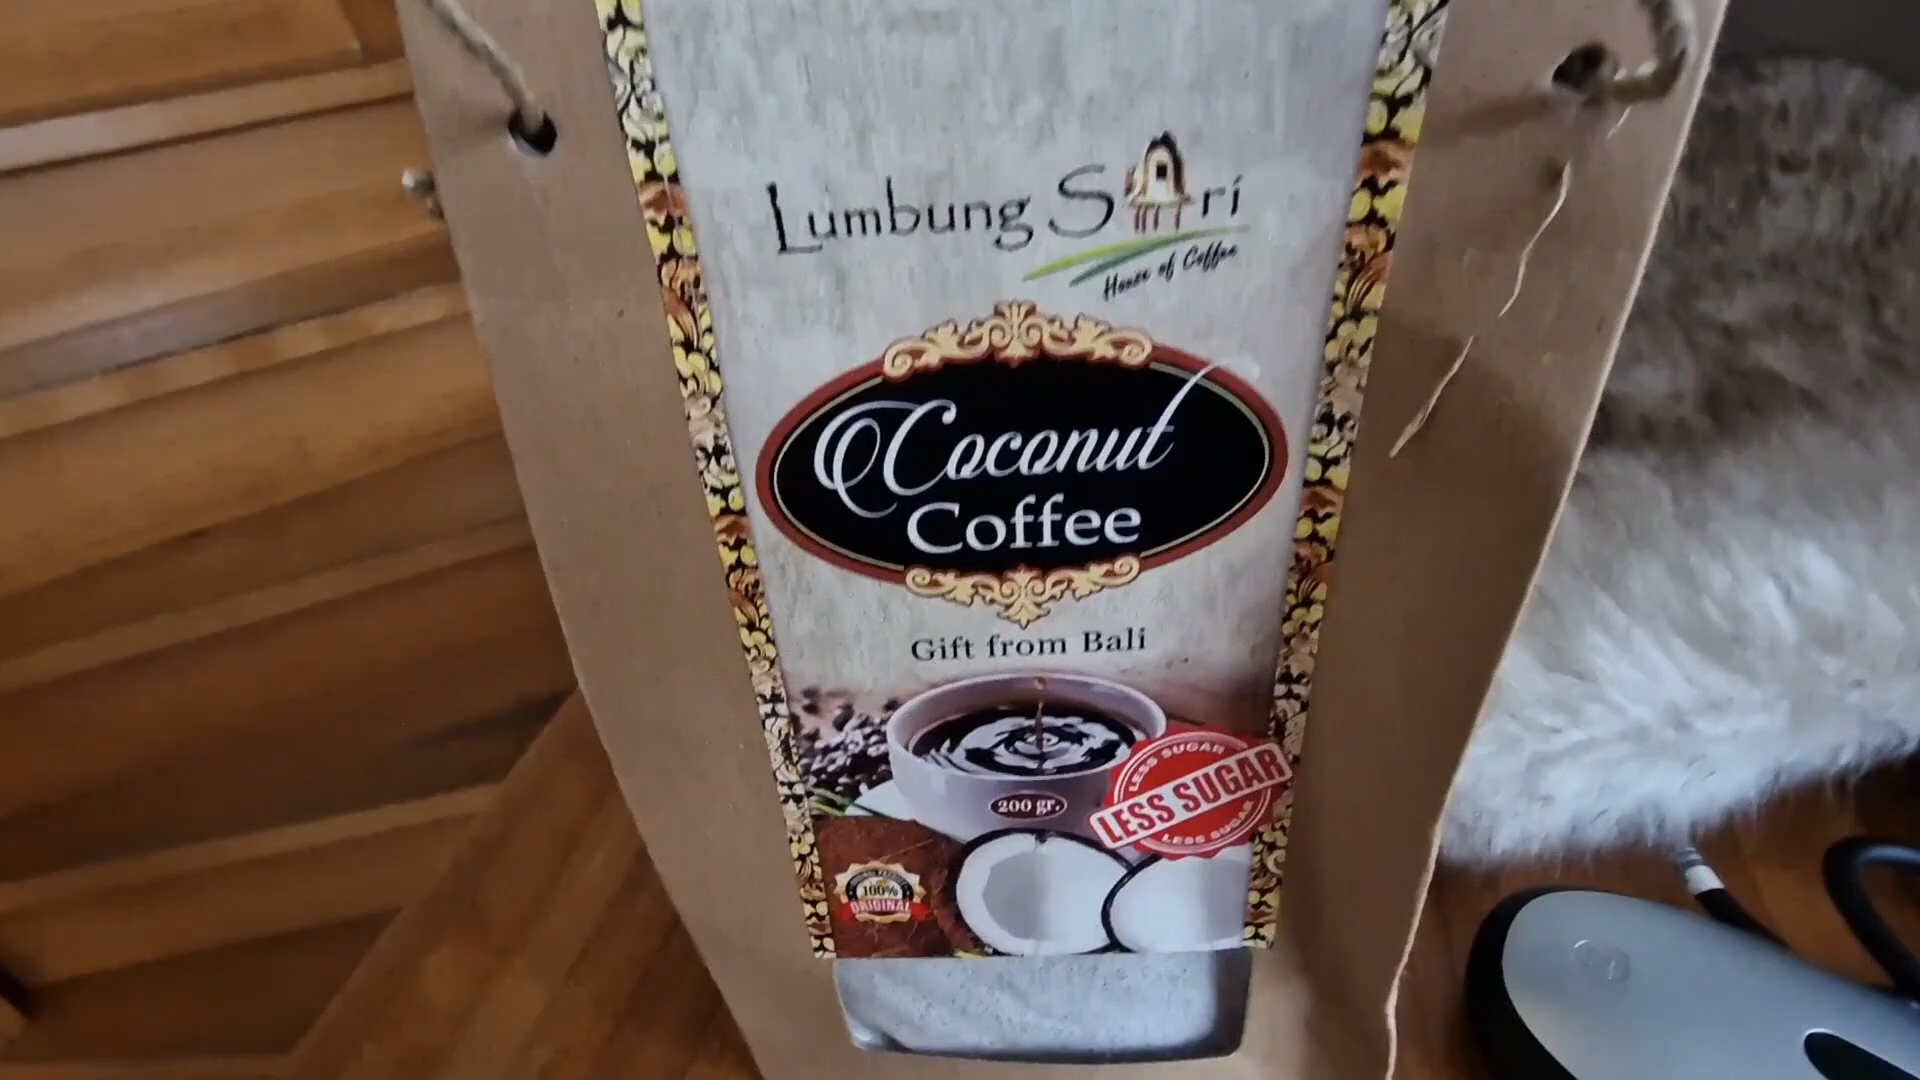 Lumbung Sari
House of Coffee
Coconut
Coffee
Gift from Bali
200 gr.
LESS SUGAR
LESS SUGAR
LESS SUGAR
100%
ORIGINAL